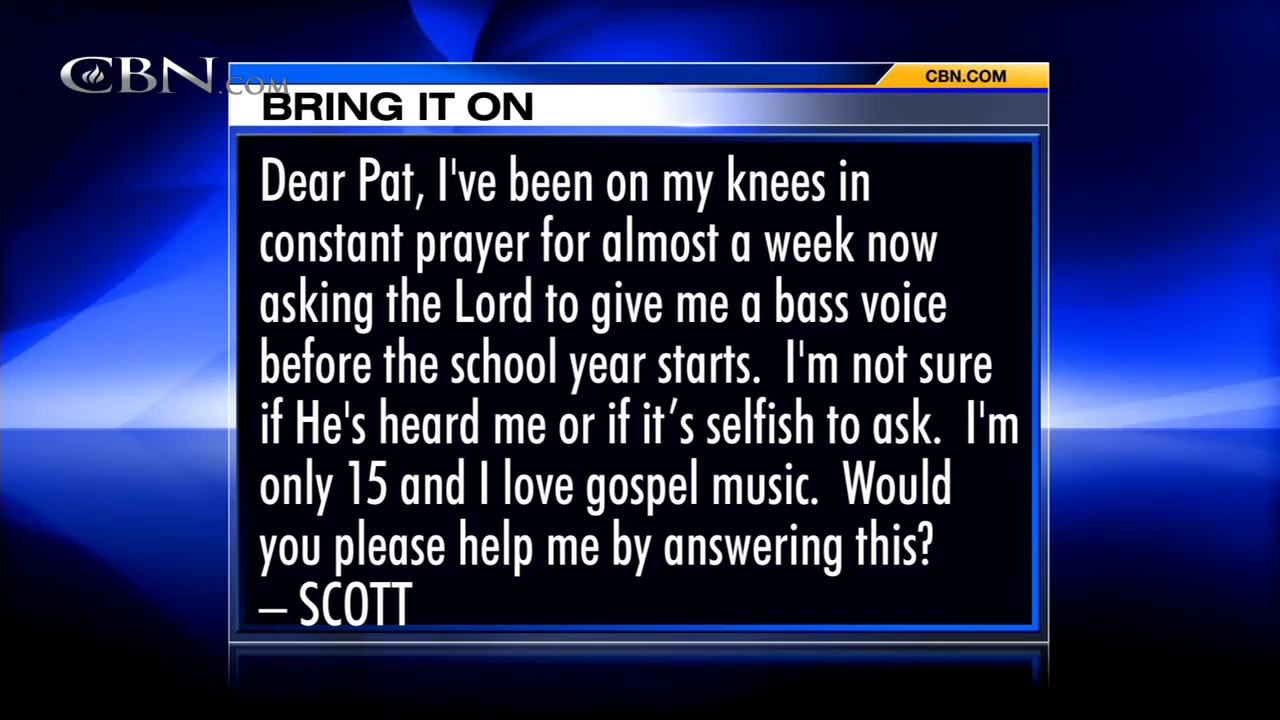 CBN.COM
CBN.COM
BRING IT ON
Dear Pat, I've been on my knees in
constant prayer for almost a week now
asking the Lord to give me a bass voice
before the school year starts.  I'm not sure
if He's heard me or if it’s selfish to ask.  I'm
only 15 and I love gospel music.  Would
you please help me by answering this?
– SCOTT